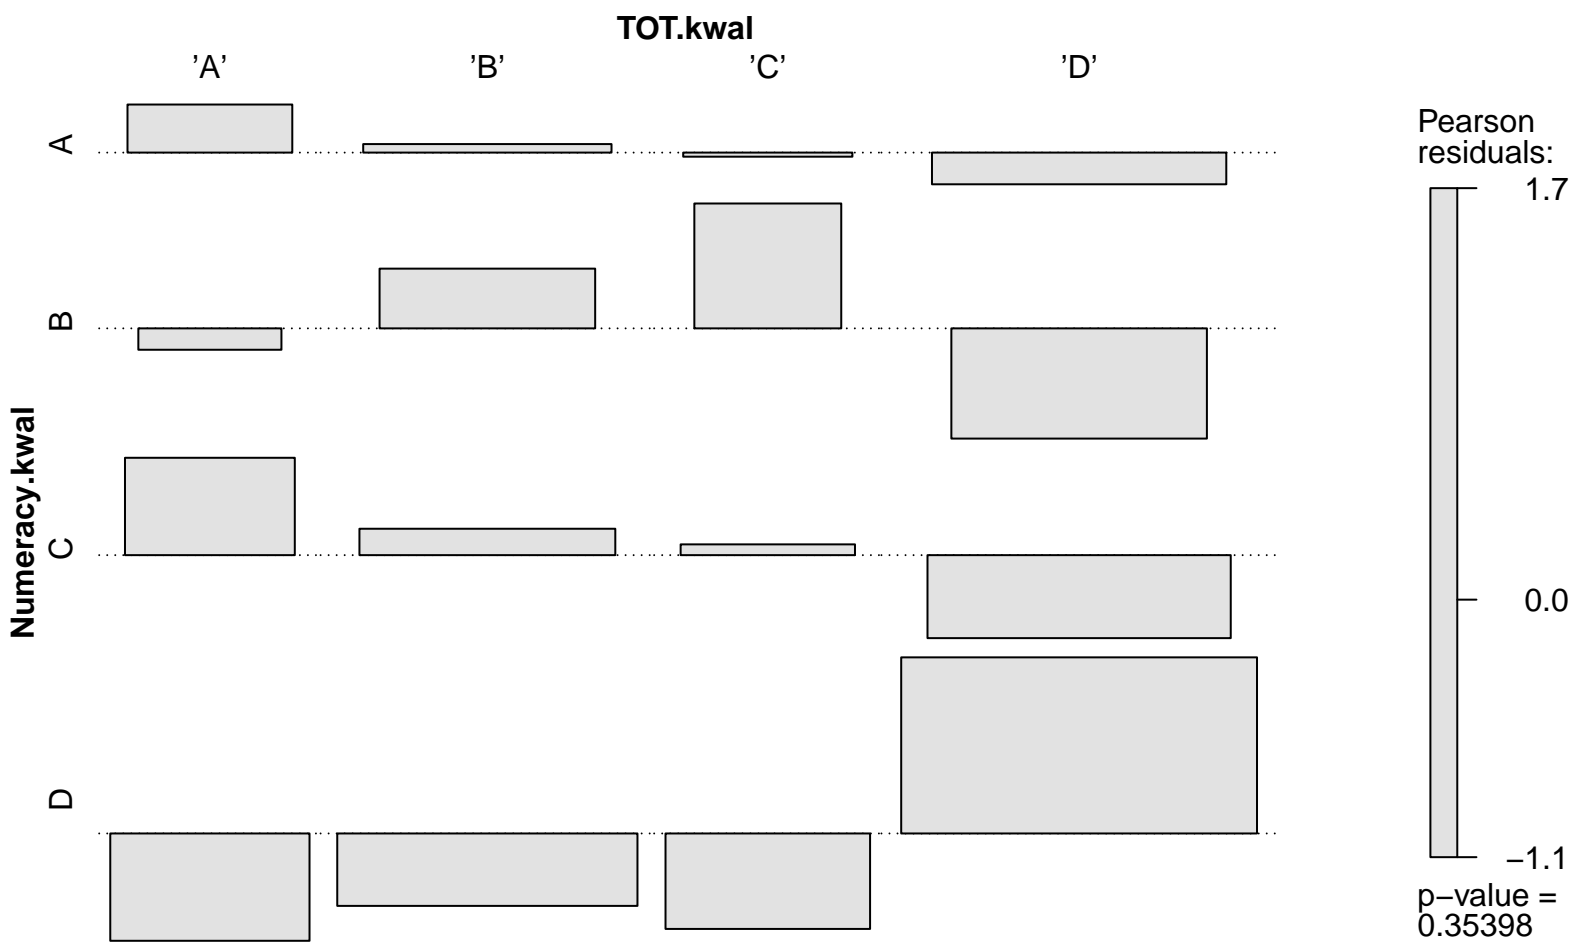 TOT.kwal
’A’ ’B’ ’C’ ’D’
Numeracy.kwal
A
B
C
D
Pearson
residuals:
1.7
0.0
−1.1
p−value =
0.35398